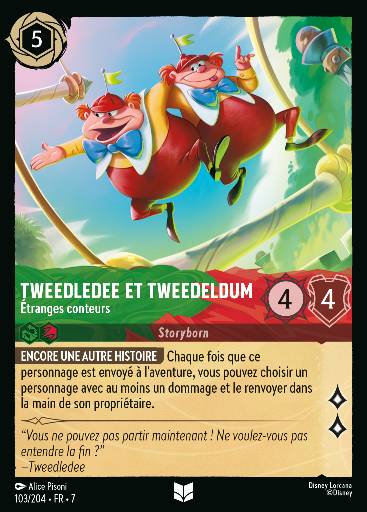 5
TWEEDLEDEE ET TWEEDELDUM
Étranges conteurs
4
4
Storyborn
ENCORE UNE AUTRE HISTOIRE Chaque fois que ce
personnage est envoyé à l'aventure, vous pouvez choisir un
personnage avec au moins un dommage et le renvoyer dans
la main de son propriétaire.
“Vous ne pouvez pas partir maintenant ! Ne voulez-vous pas
entendre la fin ?”
–Tweedledee
Alice Pisoni
103/204 • FR • 7
Disney Lorcana
©Disney